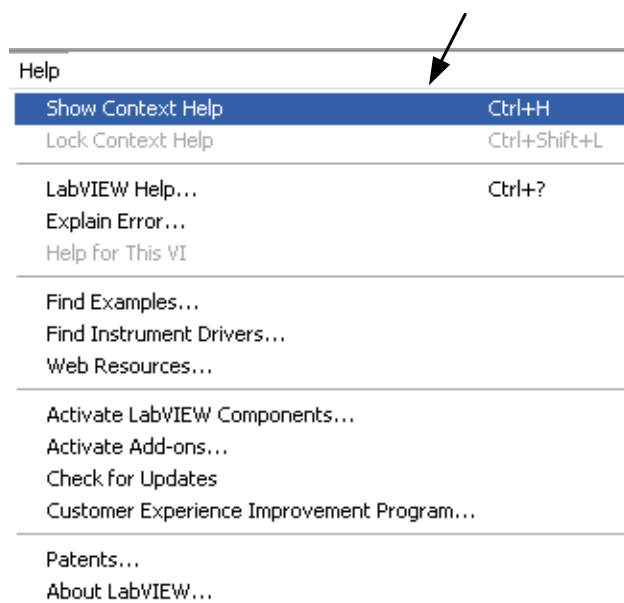 Help
Show Context Help Ctrl+H
Lock Context Help Ctrl+Shift+L
LabVIEW Help... Ctrl+?
Explain Error...
Help for This VI
Find Examples...
Find Instrument Drivers...
Web Resources...
Activate LabVIEW Components...
Activate Add-ons...
Check for Updates
Customer Experience Improvement Program...
Patents...
About LabVIEW...